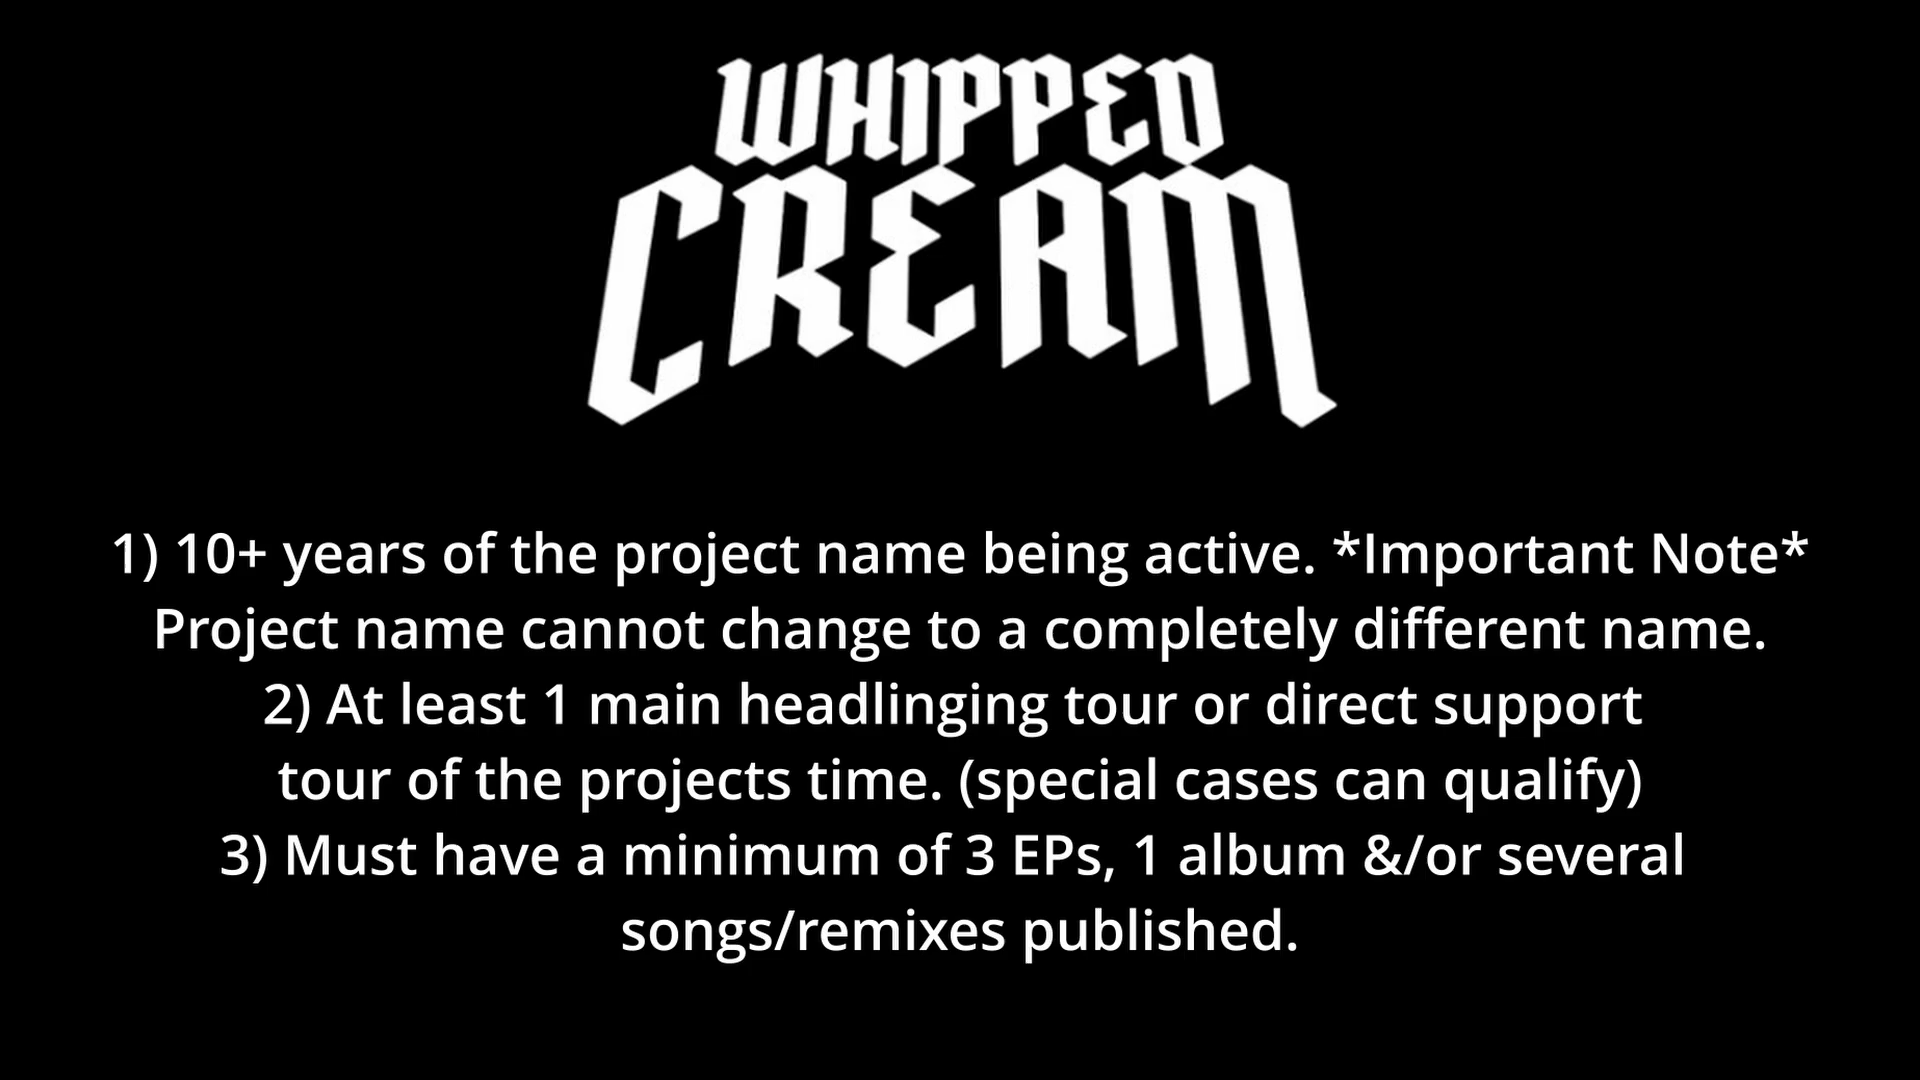 WHIPPED
CREAM
1) 10+ years of the project name being active. *Important Note*
Project name cannot change to a completely different name.
2) At least 1 main headlinging tour or direct support
tour of the projects time. (special cases can qualify)
3) Must have a minimum of 3 EPs, 1 album &/or several
songs/remixes published.